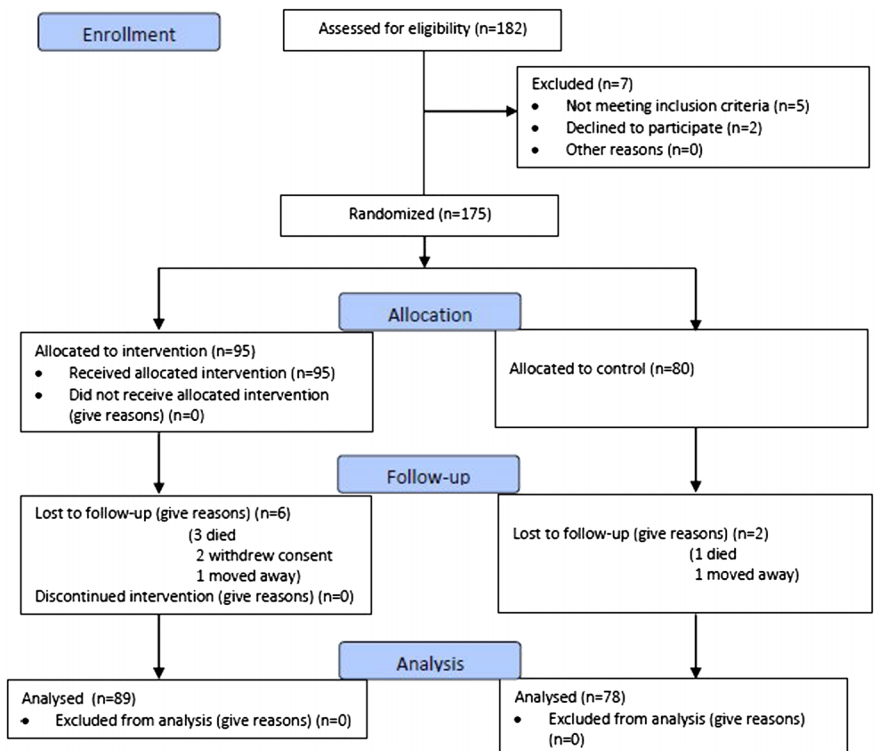 Enrollment
Assessed for eligibility (n=182)
Excluded (n=7)
• Not meeting inclusion criteria (n=5)
• Declined to participate (n=2)
• Other reasons (n=0)
Randomized (n=175)
Allocation
Allocated to intervention (n=95)
• Received allocated intervention (n=95)
• Did not receive allocated intervention
(give reasons) (n=0)
Allocated to control (n=80)
Follow-up
Lost to follow-up (give reasons) (n=6)
(3 died
2 withdrew consent
1 moved away)
Discontinued intervention (give reasons) (n=0)
Lost to follow-up (give reasons) (n=2)
(1 died
1 moved away)
Analysis
Analysed (n=89)
• Excluded from analysis (give reasons) (n=0)
Analysed (n=78)
• Excluded from analysis (give reasons)
(n=0)